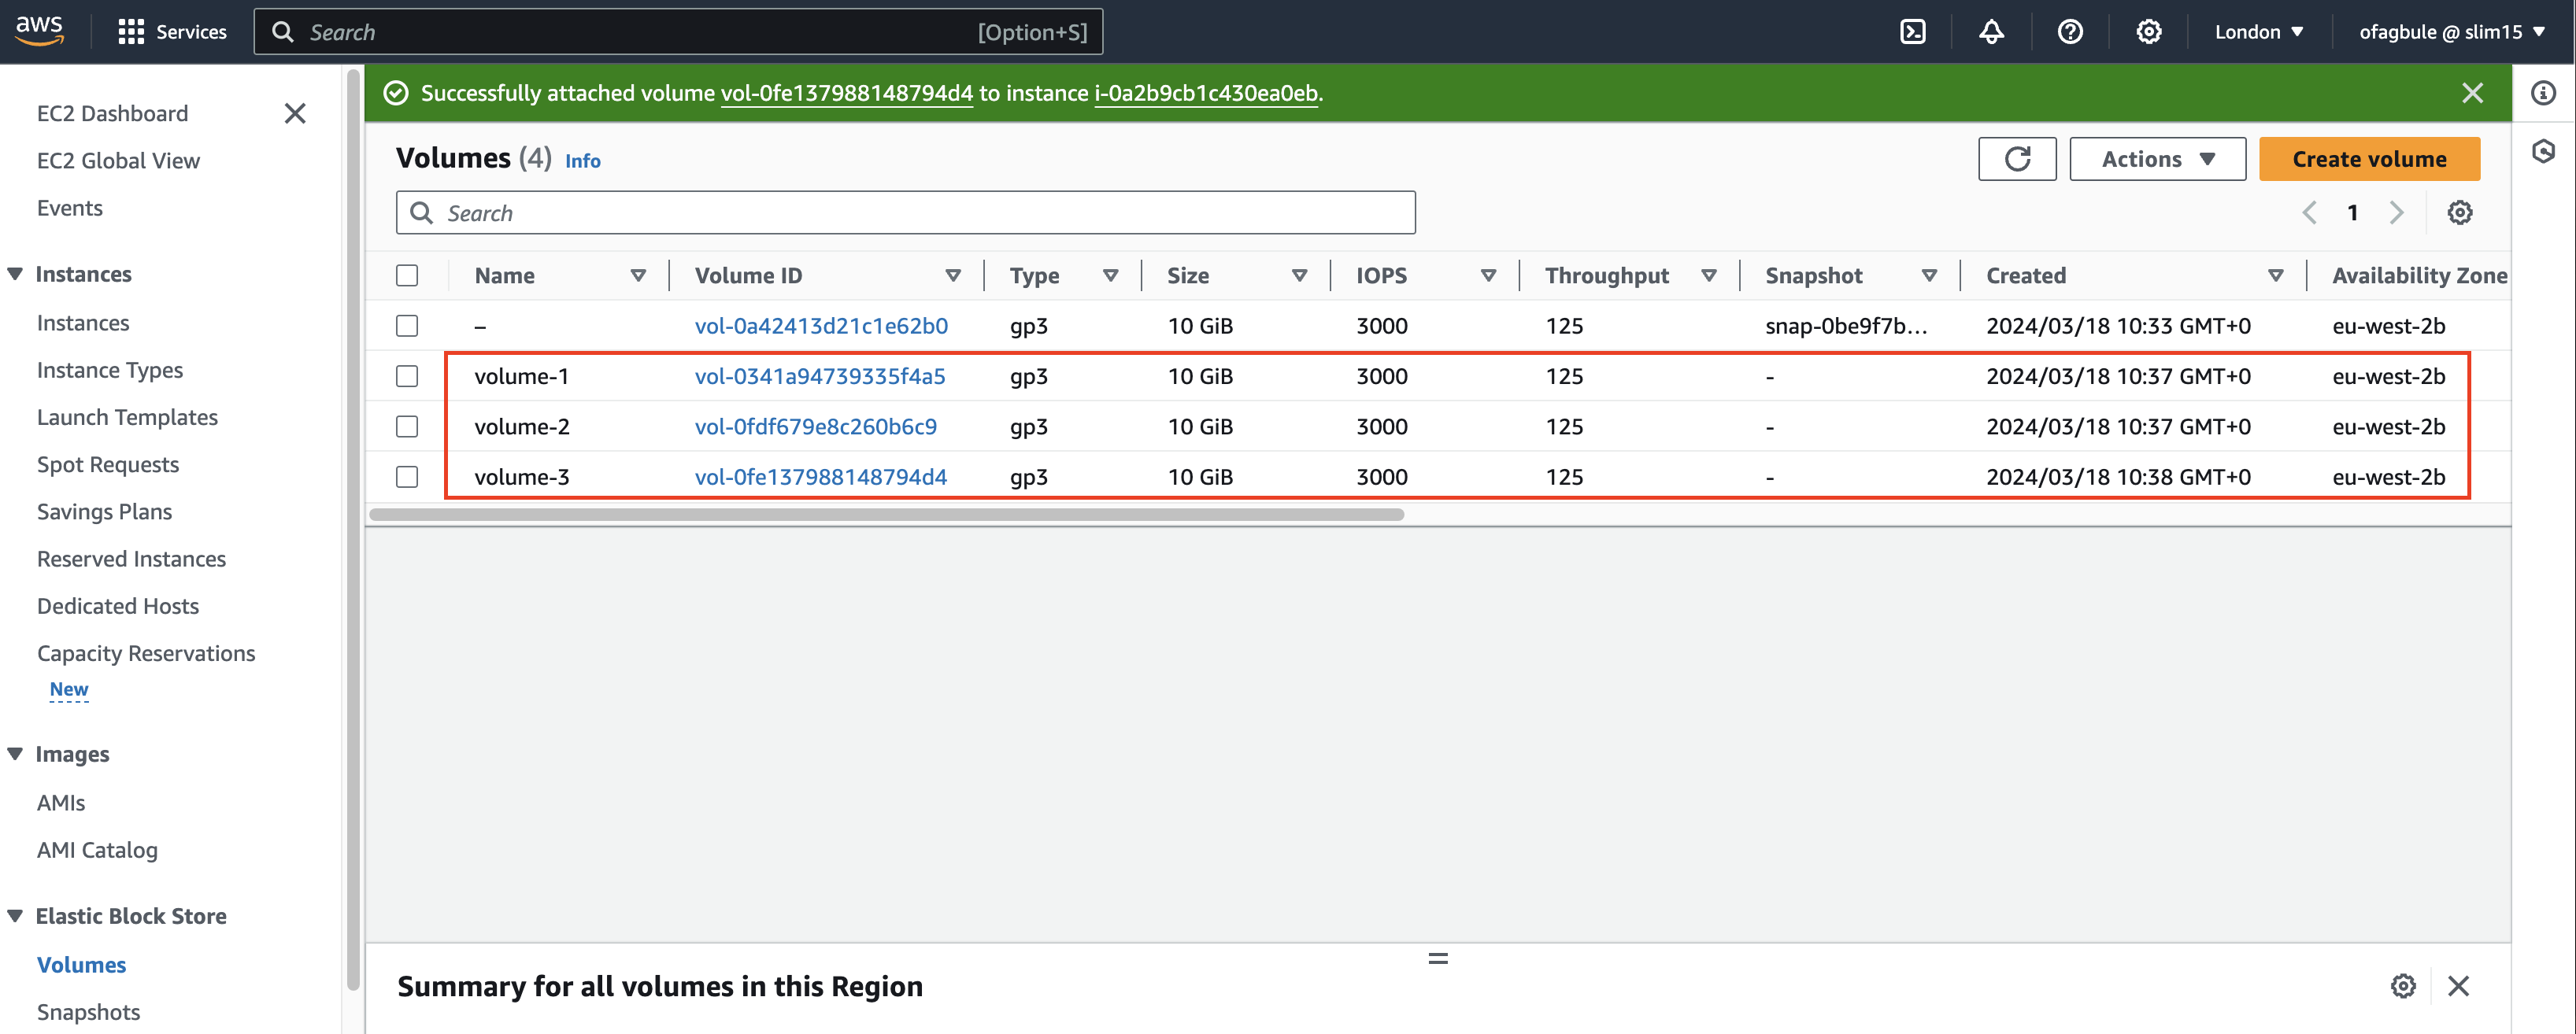 aws Services Search [Option+S] London ofagbule @ slim15
EC2 Dashboard
EC2 Global View
Events
Instances
Instances
Instance Types
Launch Templates
Spot Requests
Savings Plans
Reserved Instances
Dedicated Hosts
Capacity Reservations
New
Images
AMIs
AMI Catalog
Elastic Block Store
Volumes
Snapshots
Successfully attached volume vol-0fe137988148794d4 to instance i-0a2b9cb1c430ea0eb.
Volumes (4) Info Actions Create volume
Search 1
Name Volume ID Type Size IOPS Throughput Snapshot Created Availability Zone
– vol-0a42413d21c1e62b0 gp3 10 GiB 3000 125 snap-0be9f7b... 2024/03/18 10:33 GMT+0 eu-west-2b
volume-1 vol-0341a94739335f4a5 gp3 10 GiB 3000 125 - 2024/03/18 10:37 GMT+0 eu-west-2b
volume-2 vol-0fdf679e8c260b6c9 gp3 10 GiB 3000 125 - 2024/03/18 10:37 GMT+0 eu-west-2b
volume-3 vol-0fe137988148794d4 gp3 10 GiB 3000 125 - 2024/03/18 10:38 GMT+0 eu-west-2b
Summary for all volumes in this Region